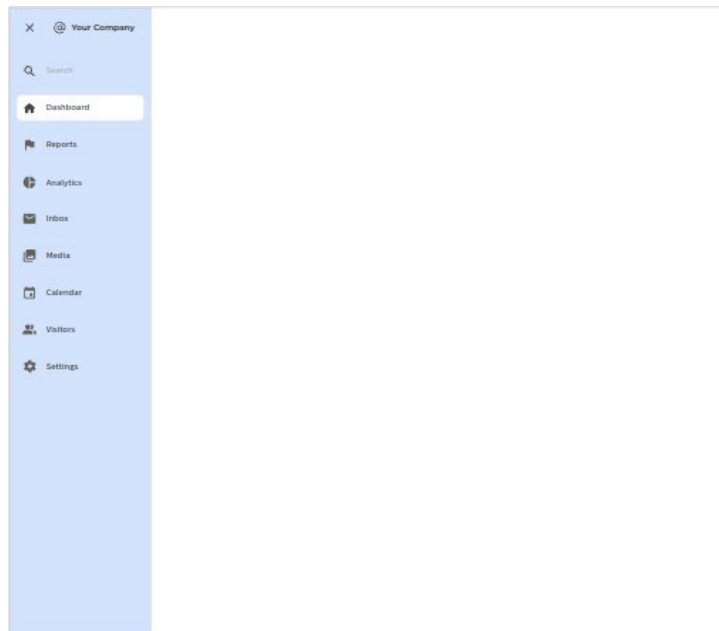 Your Company
Search
Dashboard
Reports
Analytics
Inbox
Media
Calendar
Visitors
Settings